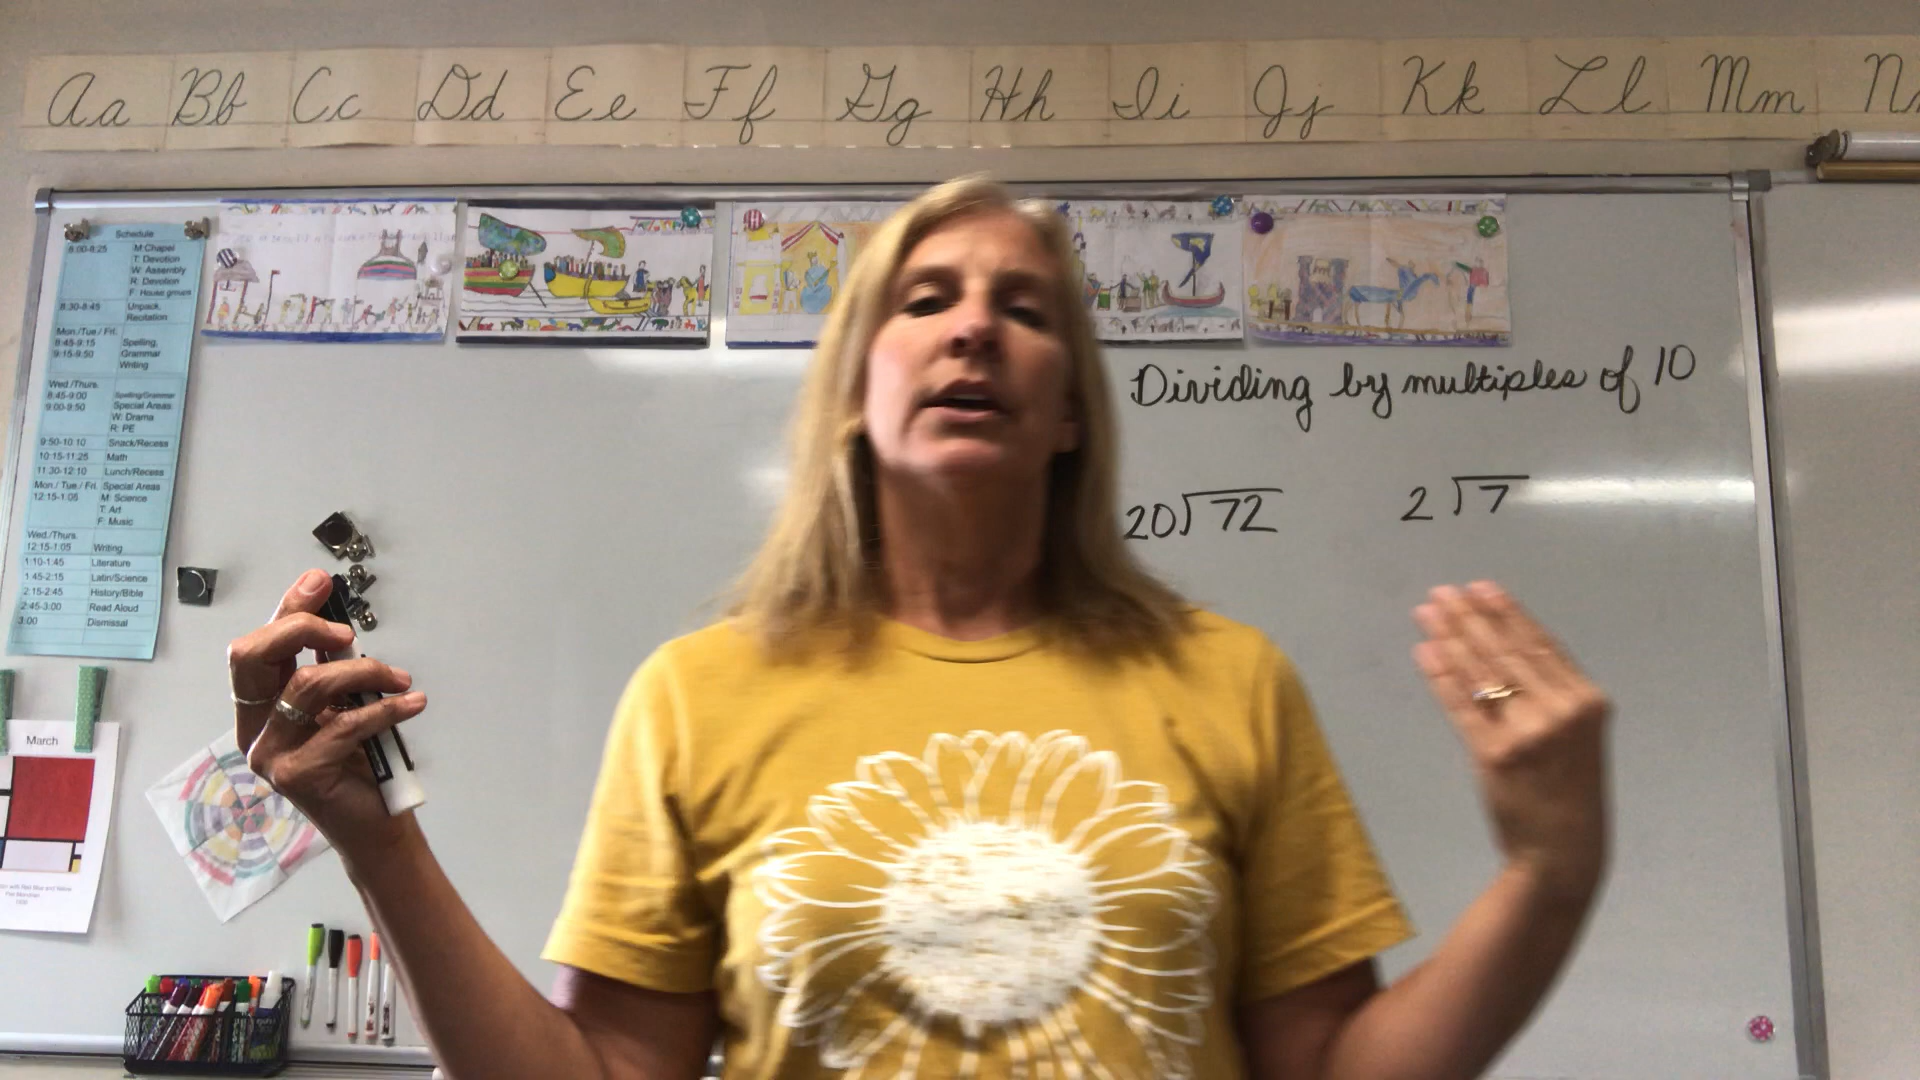 Aa Bb Cc Dd Ee Ff Gg Hh Ii Jj Kk Ll Mm
Schedule
8:00-8:25 M:Chapel
T: Devotion
W: Assembly
R: Devotion
F: House groups
8:30-8:45 Unpack,
Recitation
Mon./Tue./ Fri.
8:45-9:15 Spelling,
9:15-9:50 Grammar
Writing
Wed./Thurs.
8:45-9:00 Spelling/Grammar
9:00-9:50 Special Areas
W: Drama
R: PE
9:50-10:10 Snack/Recess
10:15-11:25 Math
11:30-12:10 Lunch/Recess
Mon./ Tue./ Fri. Special Areas
12:15-1:05 M: Science
T: Art
F: Music
Wed./Thurs.
12:15-1:05 Writing
1:10-1:45 Literature
1:45-2:15 Latin/Science
2:15-2:45 History/Bible
2:45-3:00 Read Aloud
3:00 Dismissal
Dividing by multiples of 10
20)72
2)7
March
Piet Mondrian